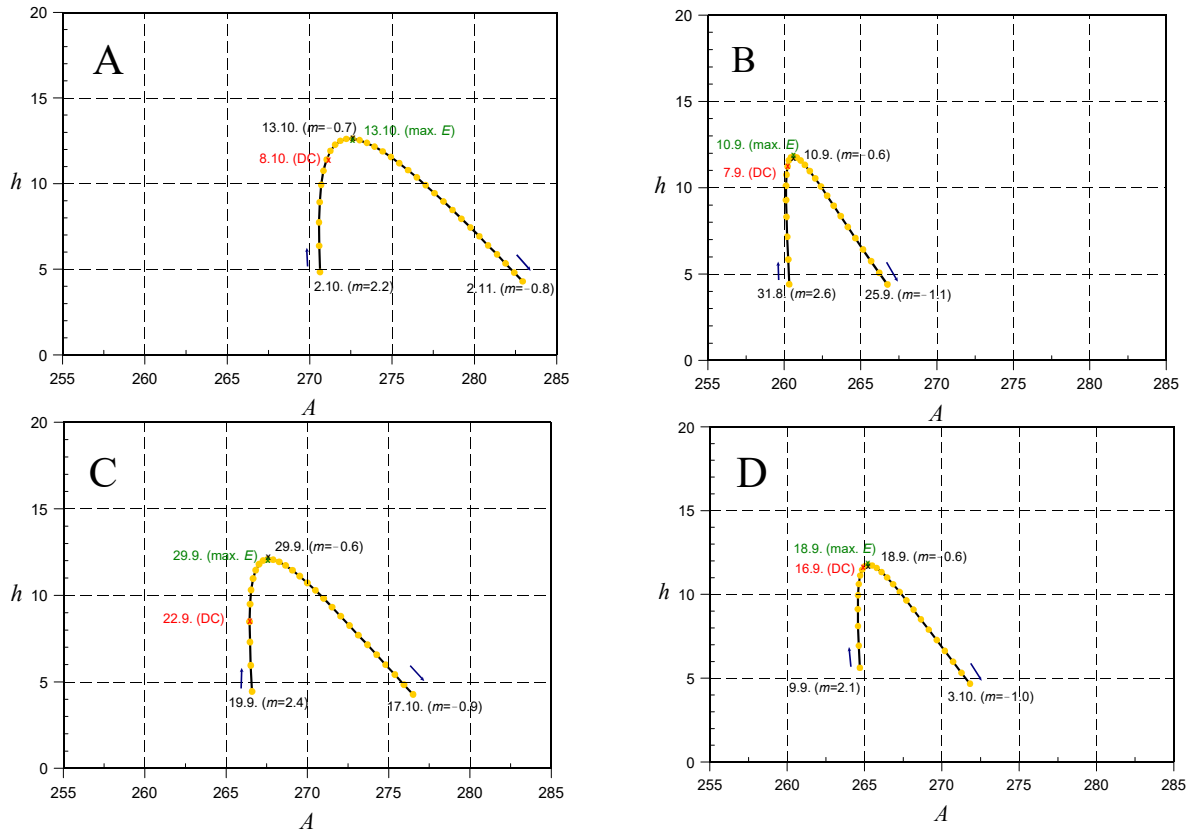 20
15
10
5
0
h
A
13.10. (m=−0.7)
13.10. (max. E)
8.10. (DC)
2.10. (m=2.2)
2.11. (m=−0.8)
255 260 265 270 275 280 285
A
20
15
10
5
0
h
B
10.9. (max. E)
10.9. (m=−0.6)
7.9. (DC)
31.8. (m=2.6)
25.9. (m=−1.1)
255 260 265 270 275 280 285
A
20
15
10
5
0
h
C
29.9. (m=−0.6)
29.9. (max. E)
22.9. (DC)
19.9. (m=2.4)
17.10. (m=−0.9)
255 260 265 270 275 280 285
A
20
15
10
5
0
h
D
18.9. (max. E)
18.9. (m=−0.6)
16.9. (DC)
9.9. (m=2.1)
3.10. (m=−1.0)
255 260 265 270 275 280 285
A